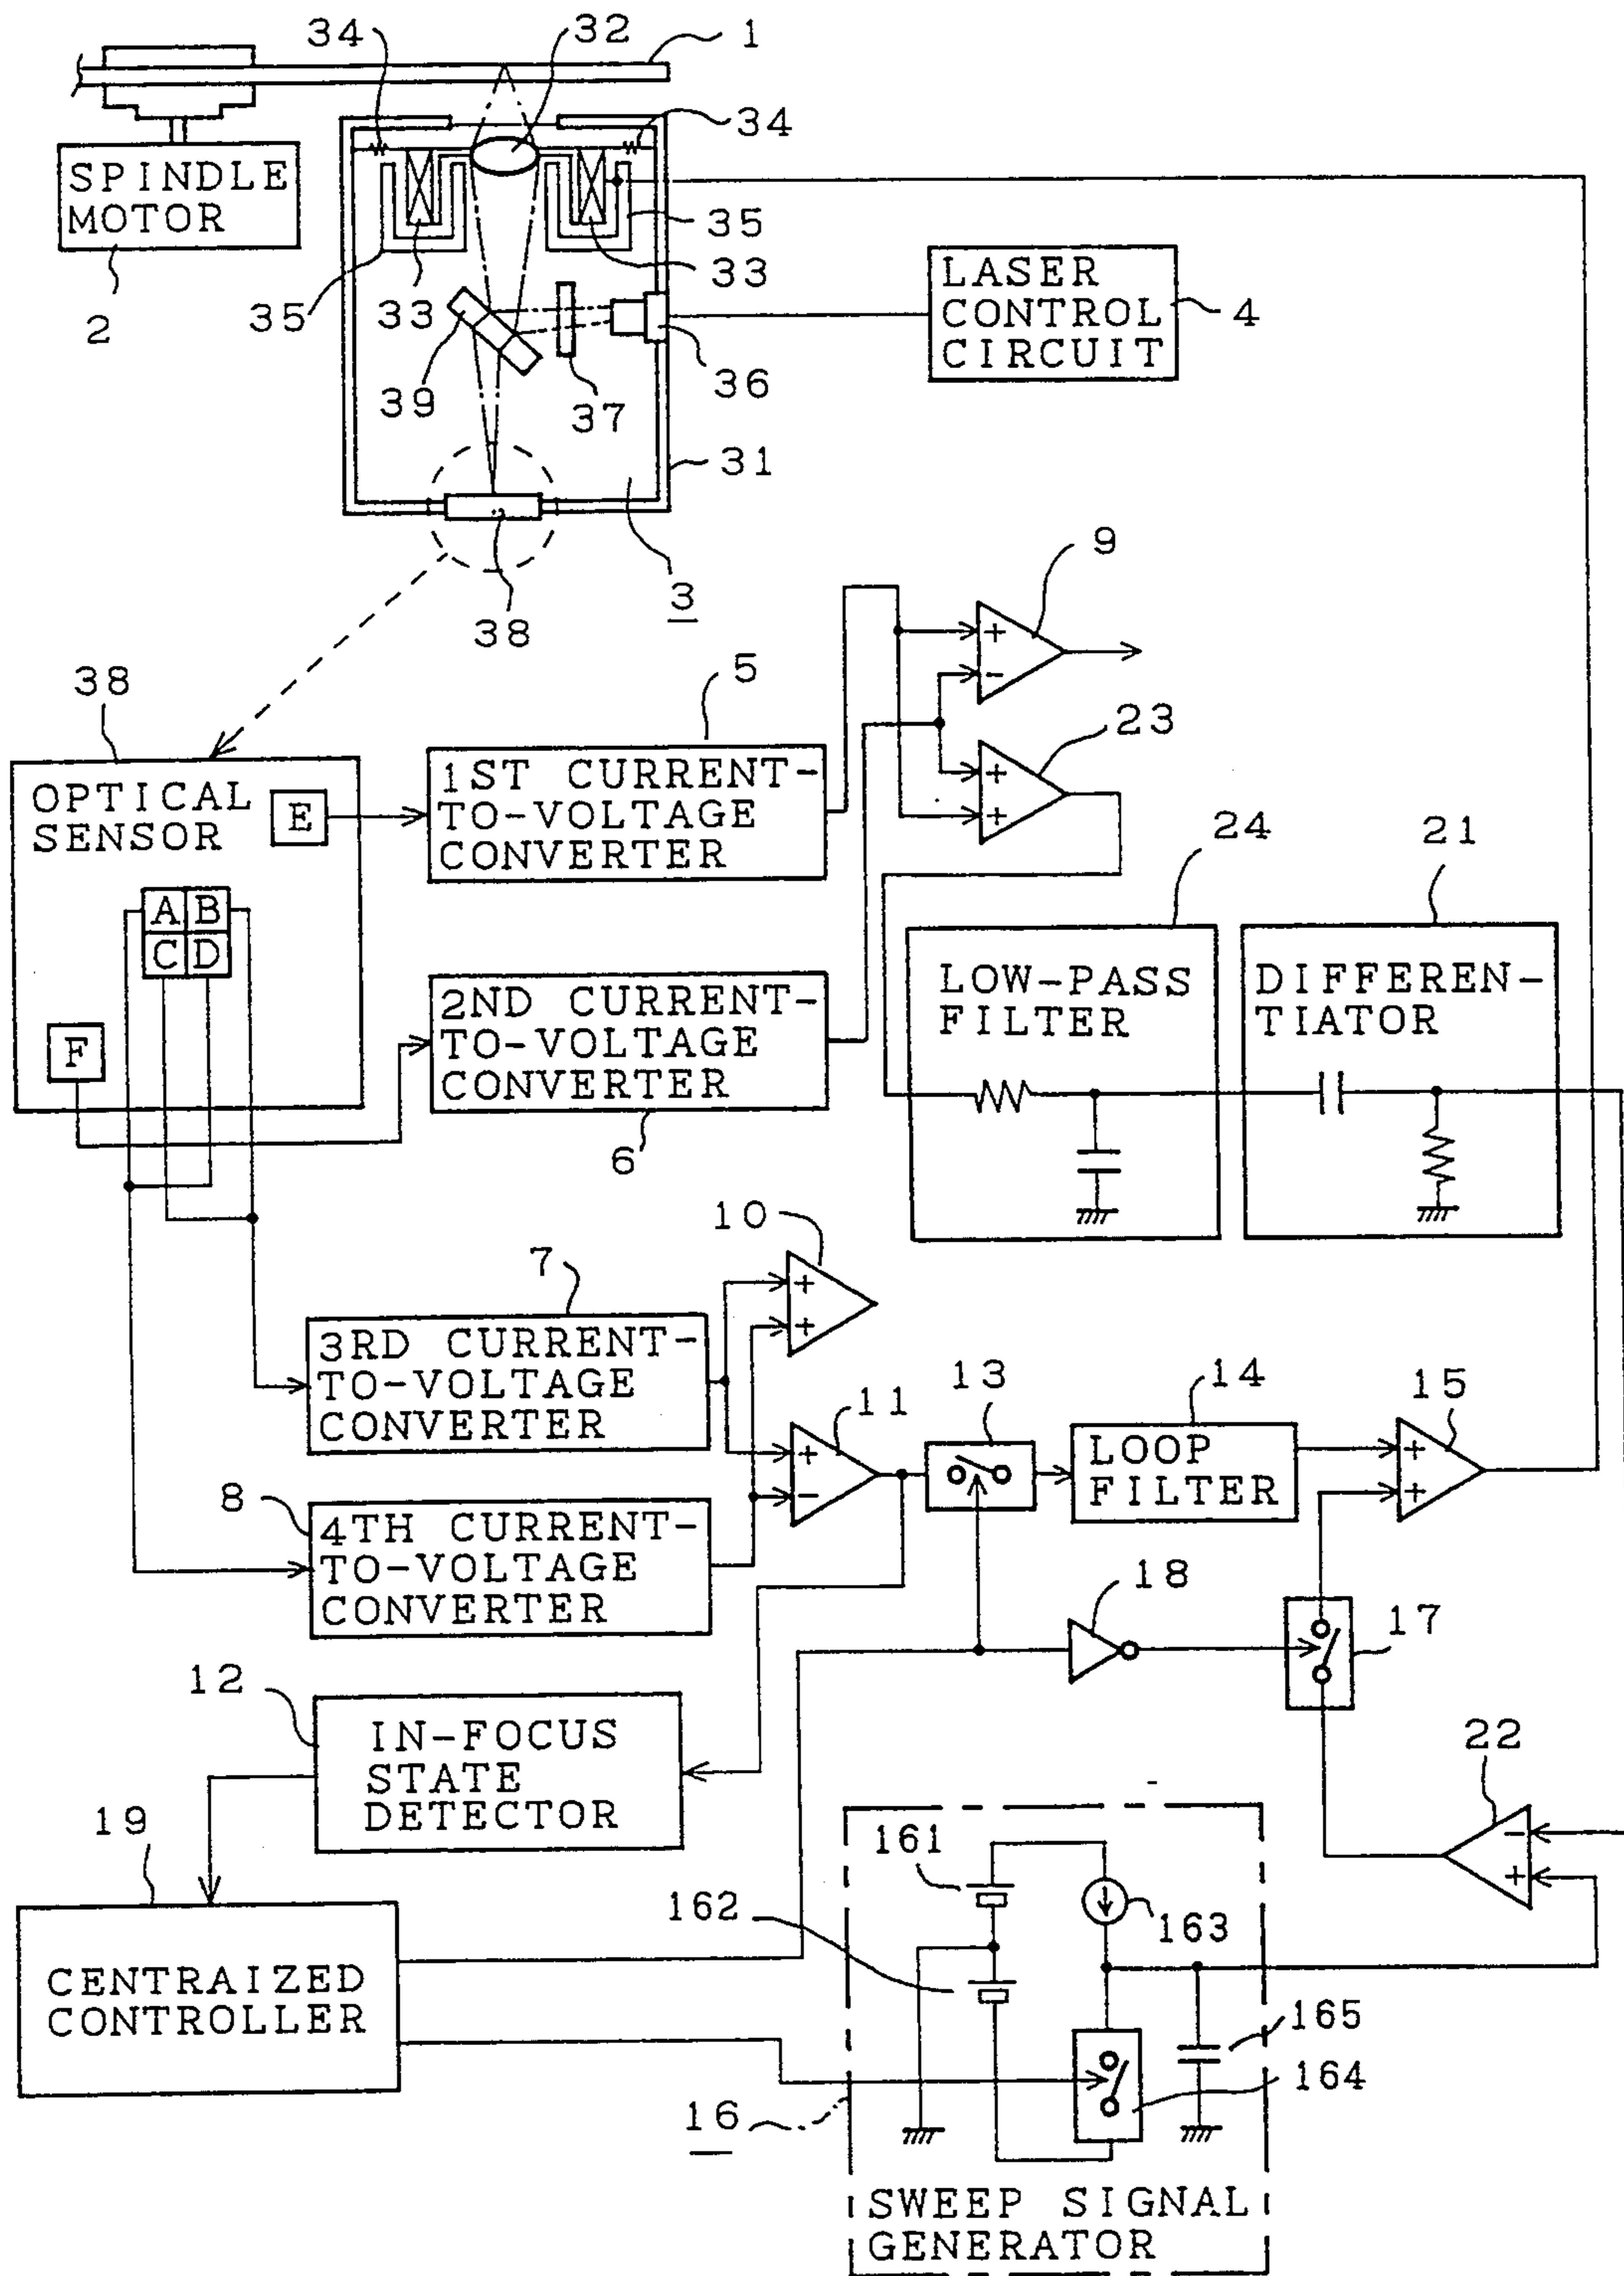 34
32
1
34
SPINDLE
MOTOR
2
35
33
35
33
39
37
36
LASER
CONTROL
CIRCUIT
4
31
38
3
38
OPTICAL
SENSOR
E
A B
C D
F
5
1ST CURRENT-
TO-VOLTAGE
CONVERTER
2ND CURRENT-
TO-VOLTAGE
CONVERTER
6
9
+
-
23
+
+
24
LOW-PASS
FILTER
21
DIFFEREN-
TIATOR
10
+
+
7
3RD CURRENT-
TO-VOLTAGE
CONVERTER
8
4TH CURRENT-
TO-VOLTAGE
CONVERTER
11
+
-
13
14
LOOP
FILTER
15
+
+
18
17
12
IN-FOCUS
STATE
DETECTOR
22
-
+
19
CENTRAIZED
CONTROLLER
161
162
163
165
164
16
SWEEP SIGNAL
GENERATOR